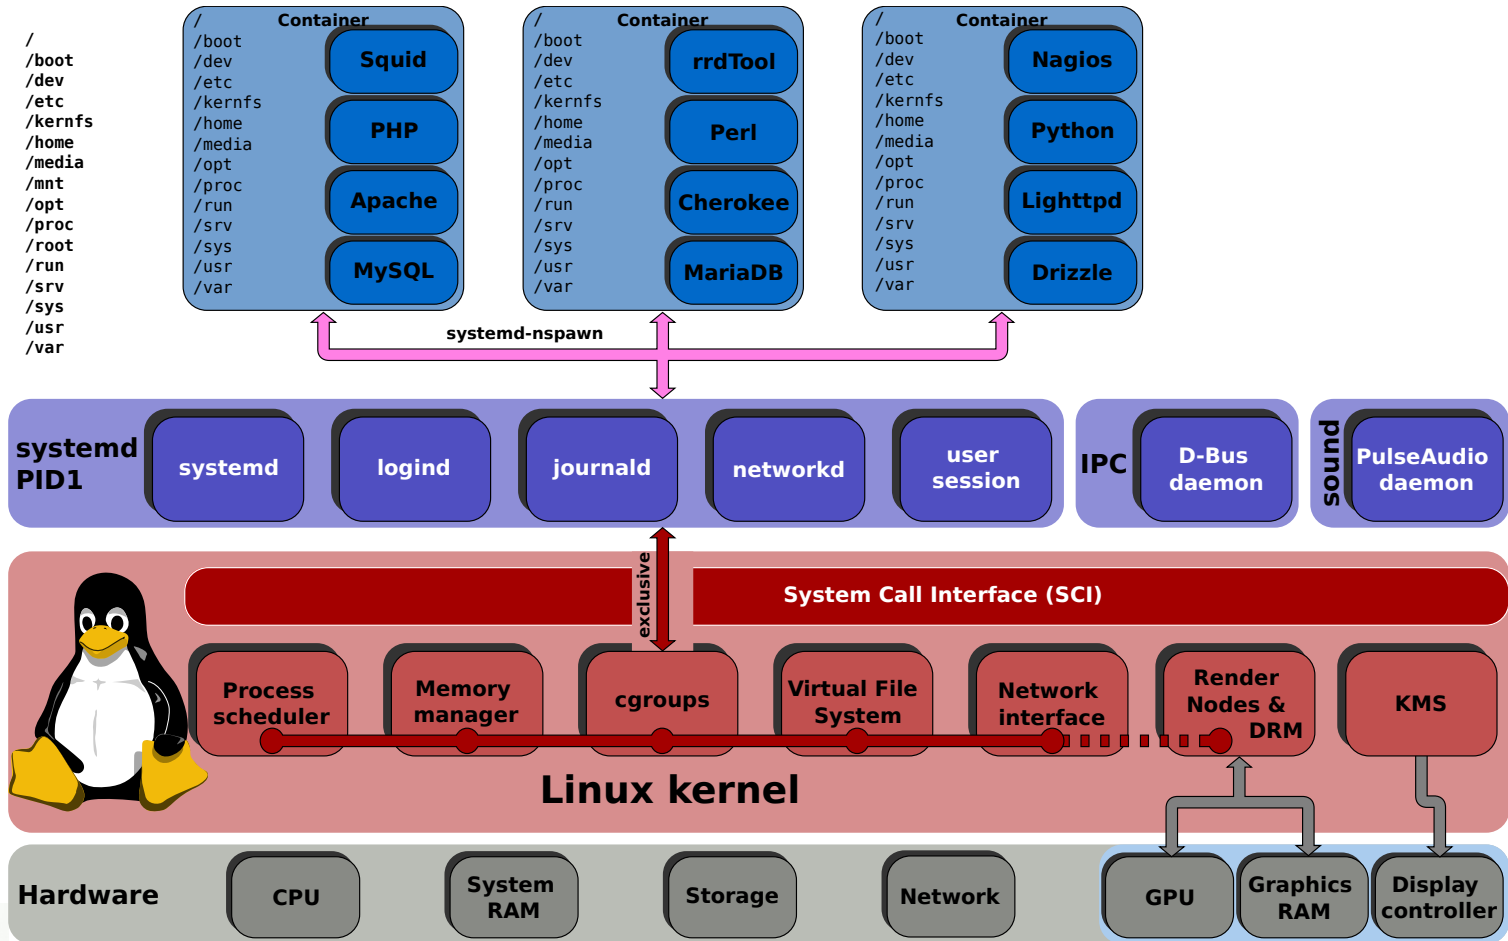 /
/boot
/dev
/etc
/kernfs
/home
/media
/mnt
/opt
/proc
/root
/run
/srv
/sys
/usr
/var
Container
/
/boot
/dev
/etc
/kernfs
/home
/media
/opt
/proc
/run
/srv
/sys
/usr
/var
Squid
PHP
Apache
MySQL
Container
/
/boot
/dev
/etc
/kernfs
/home
/media
/opt
/proc
/run
/srv
/sys
/usr
/var
rrdTool
Perl
Cherokee
MariaDB
Container
/
/boot
/dev
/etc
/kernfs
/home
/media
/opt
/proc
/run
/srv
/sys
/usr
/var
Nagios
Python
Lighttpd
Drizzle
systemd-nspawn
systemd
PID1
systemd
logind
journald
networkd
user
session
IPC
D-Bus
daemon
sound
PulseAudio
daemon
exclusive
System Call Interface (SCI)
Process
scheduler
Memory
manager
cgroups
Virtual File
System
Network
interface
Render
Nodes &
DRM
KMS
Linux kernel
Hardware
CPU
System
RAM
Storage
Network
GPU
Graphics
RAM
Display
controller